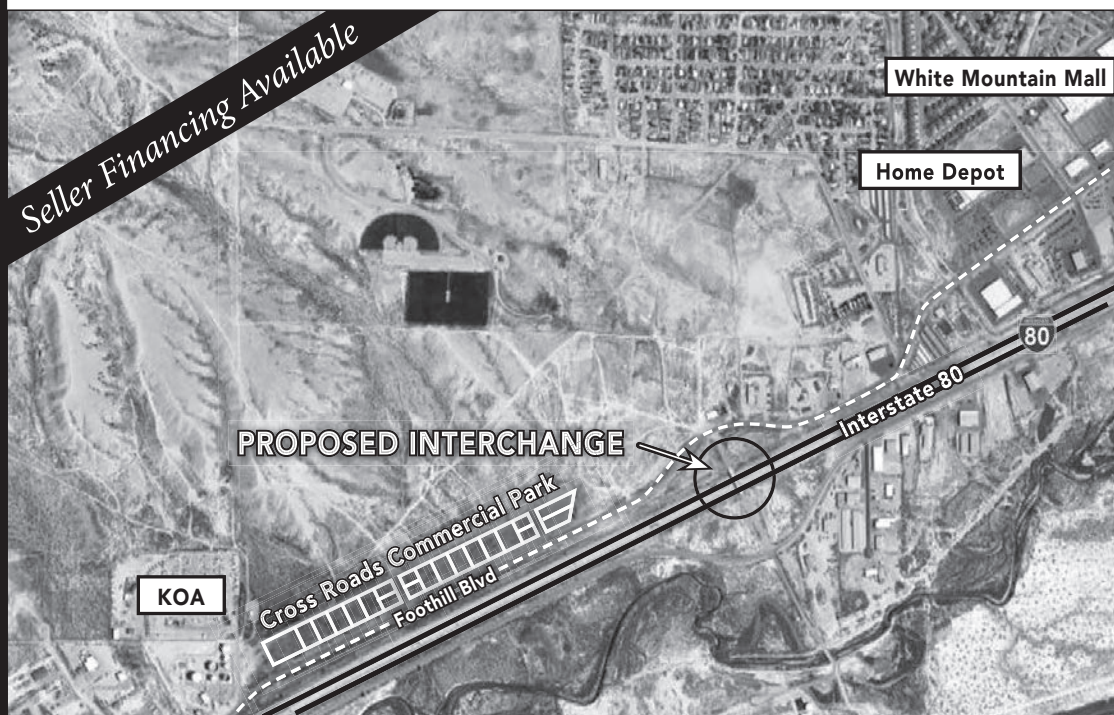 Seller Financing Available
White Mountain Mall
Home Depot
80
Interstate 80
PROPOSED INTERCHANGE
Cross Roads Commercial Park
Foothill Blvd
KOA